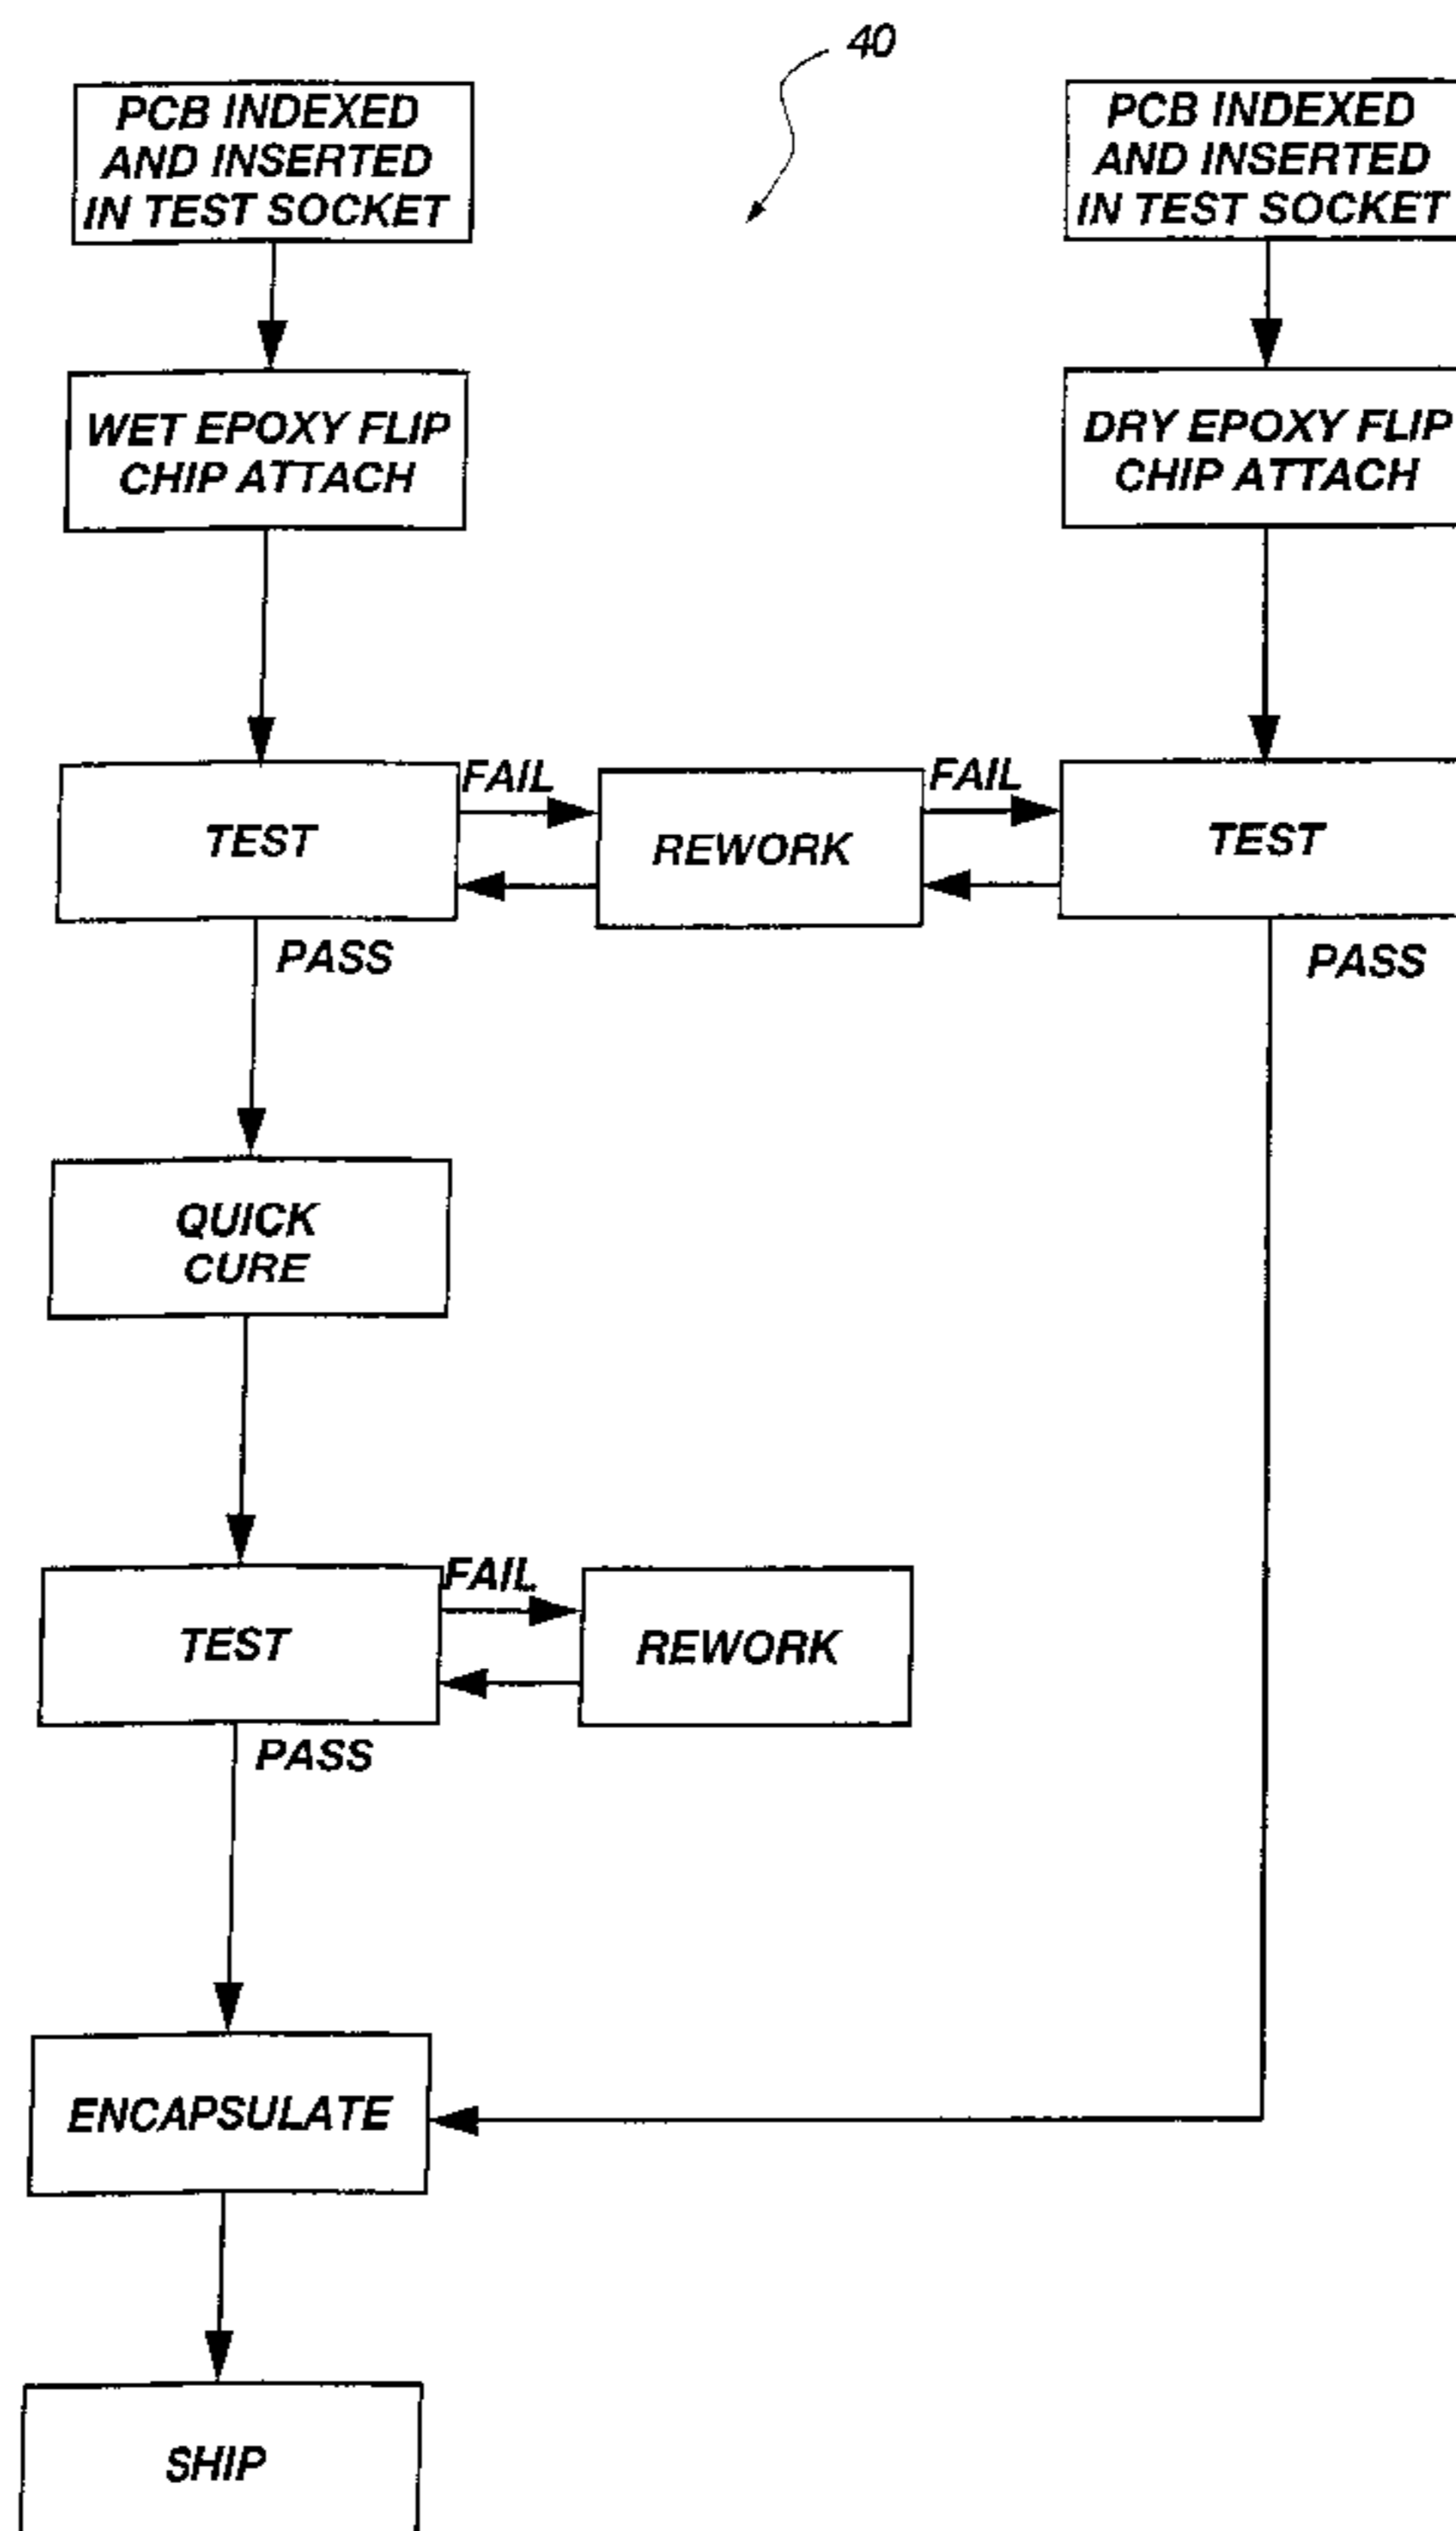 40
PCB INDEXED
AND INSERTED
IN TEST SOCKET
PCB INDEXED
AND INSERTED
IN TEST SOCKET
WET EPOXY FLIP
CHIP ATTACH
DRY EPOXY FLIP
CHIP ATTACH
FAIL
FAIL
TEST
REWORK
TEST
PASS
PASS
QUICK
CURE
FAIL
TEST
REWORK
PASS
ENCAPSULATE
SHIP